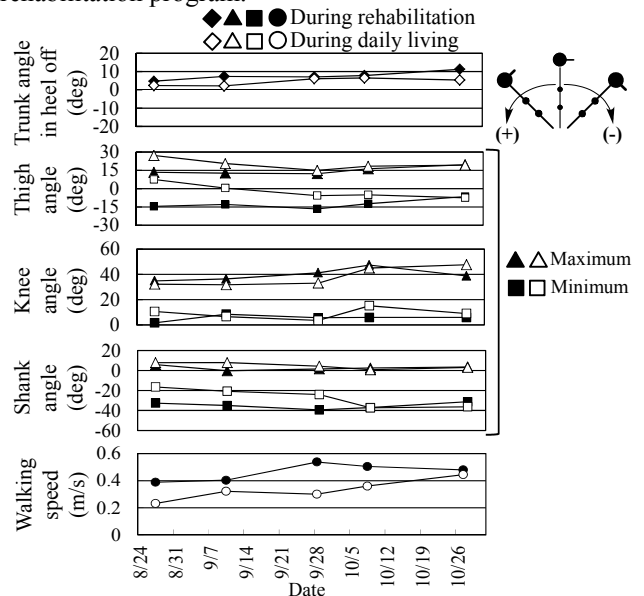 rehabilitation program.
During rehabilitation
During daily living
Trunk angle
in heel off
(deg)
20
10
0
-10
-20
(+)
(-)
Thigh
angle
(deg)
30
15
0
-15
-30
Knee
angle
(deg)
60
40
20
0
Maximum
Minimum
Shank
angle
(deg)
20
0
-20
-40
-60
Walking
speed
(m/s)
0.6
0.4
0.2
0
8/24
8/31
9/7
9/14
9/21
9/28
10/5
10/12
10/19
10/26
Date